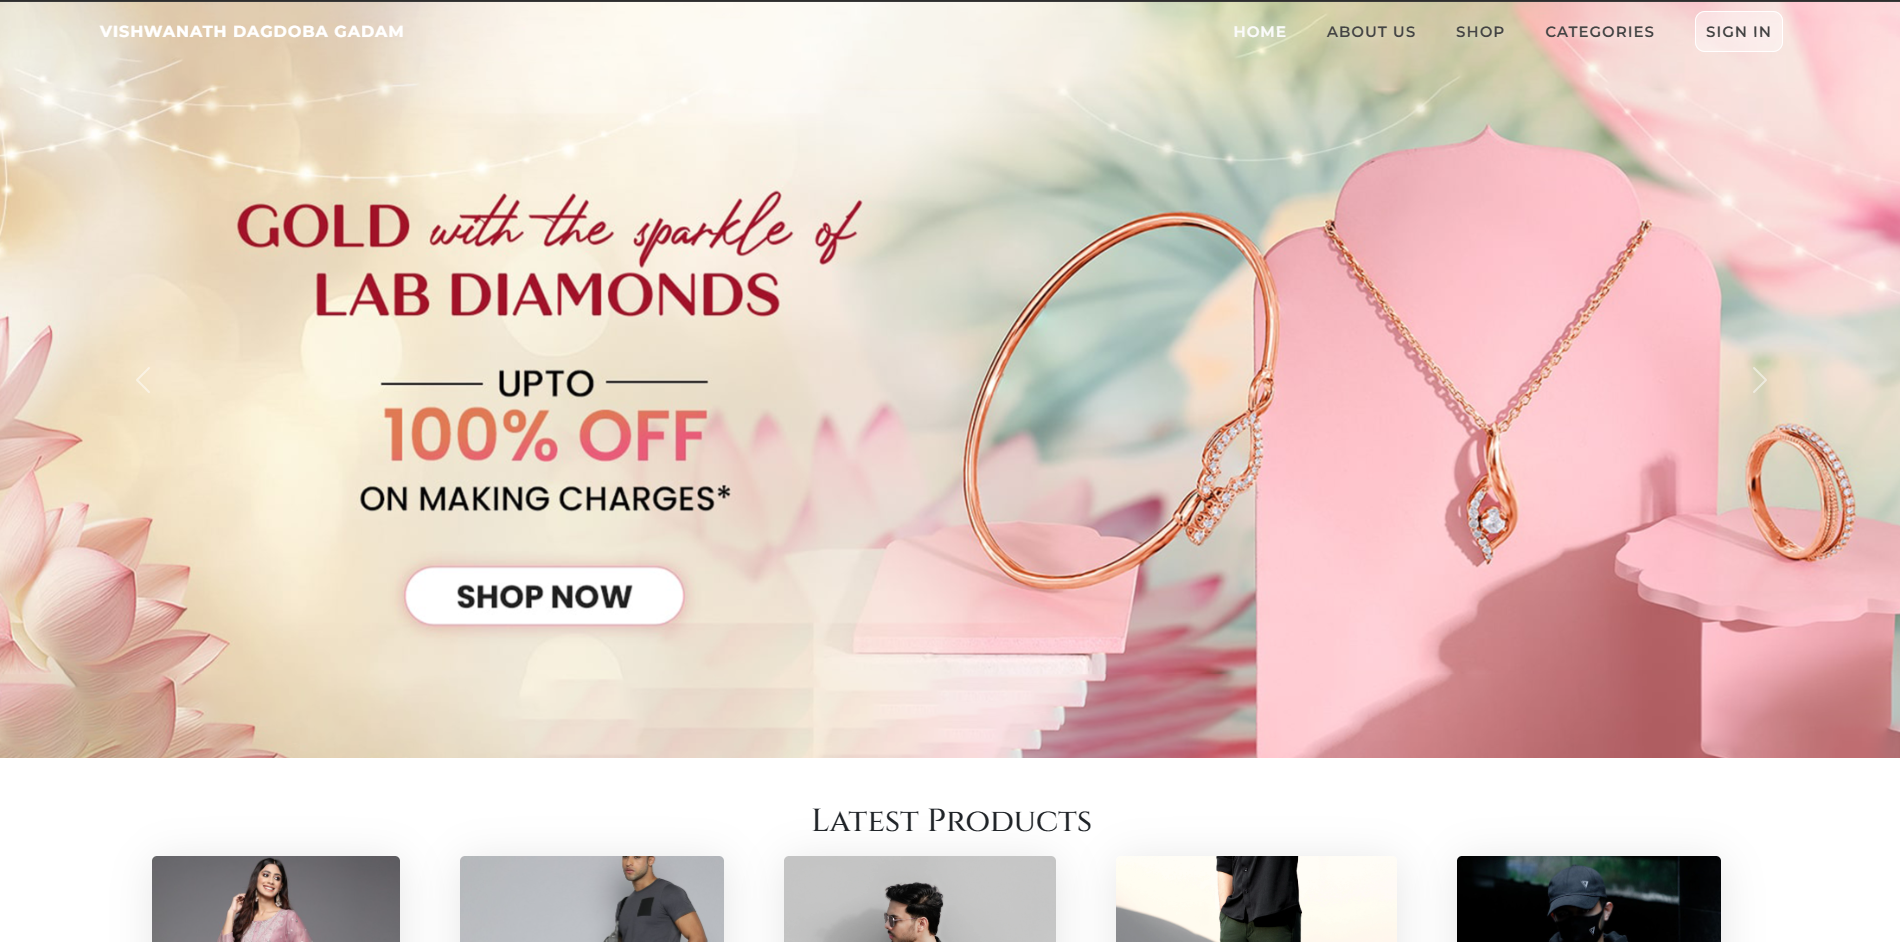 VISHWANATH DAGDOBA GADAM
HOME ABOUT US SHOP CATEGORIES SIGN IN
GOLD with the sparkle of
LAB DIAMONDS
UPTO
100% OFF
ON MAKING CHARGES*
SHOP NOW
Latest Products